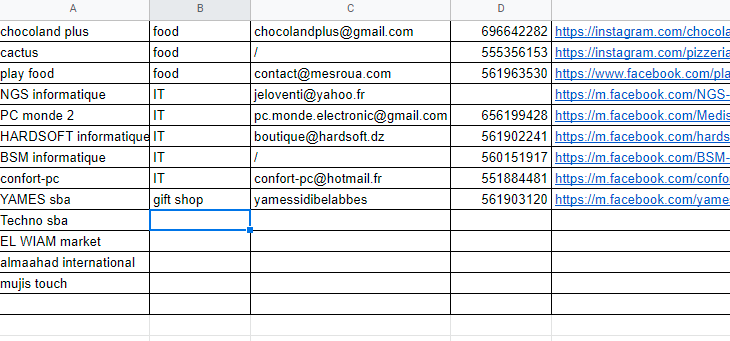 A B C D
chocoland plus food chocolandplus@gmail.com 696642282 https://instagram.com/chocola
cactus food / 555356153 https://instagram.com/pizzeria
play food food contact@mesroua.com 561963530 https://www.facebook.com/pla
NGS informatique IT jeloventi@yahoo.fr https://m.facebook.com/NGS-
PC monde 2 IT pc.monde.electronic@gmail.com 656199428 https://m.facebook.com/Medis
HARDSOFT informatique IT boutique@hardsoft.dz 561902241 https://m.facebook.com/hards
BSM informatique IT / 560151917 https://m.facebook.com/BSM-
confort-pc IT confort-pc@hotmail.fr 551884481 https://m.facebook.com/confo
YAMES sba gift shop yamessidibelabbes 561903120 https://m.facebook.com/yame
Techno sba
EL WIAM market
almaahad international
mujis touch